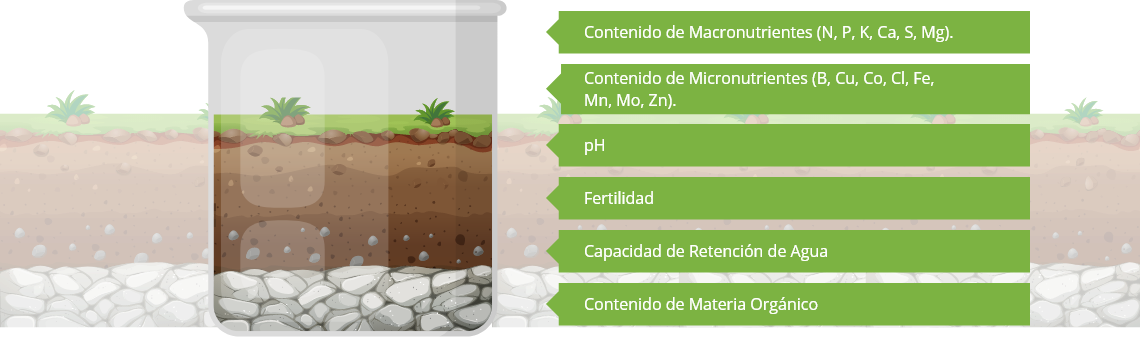 Contenido de Macronutrientes (N, P, K, Ca, S, Mg).
Contenido de Micronutrientes (B, Cu, Co, Cl, Fe,
Mn, Mo, Zn).
pH
Fertilidad
Capacidad de Retención de Agua
Contenido de Materia Orgánico